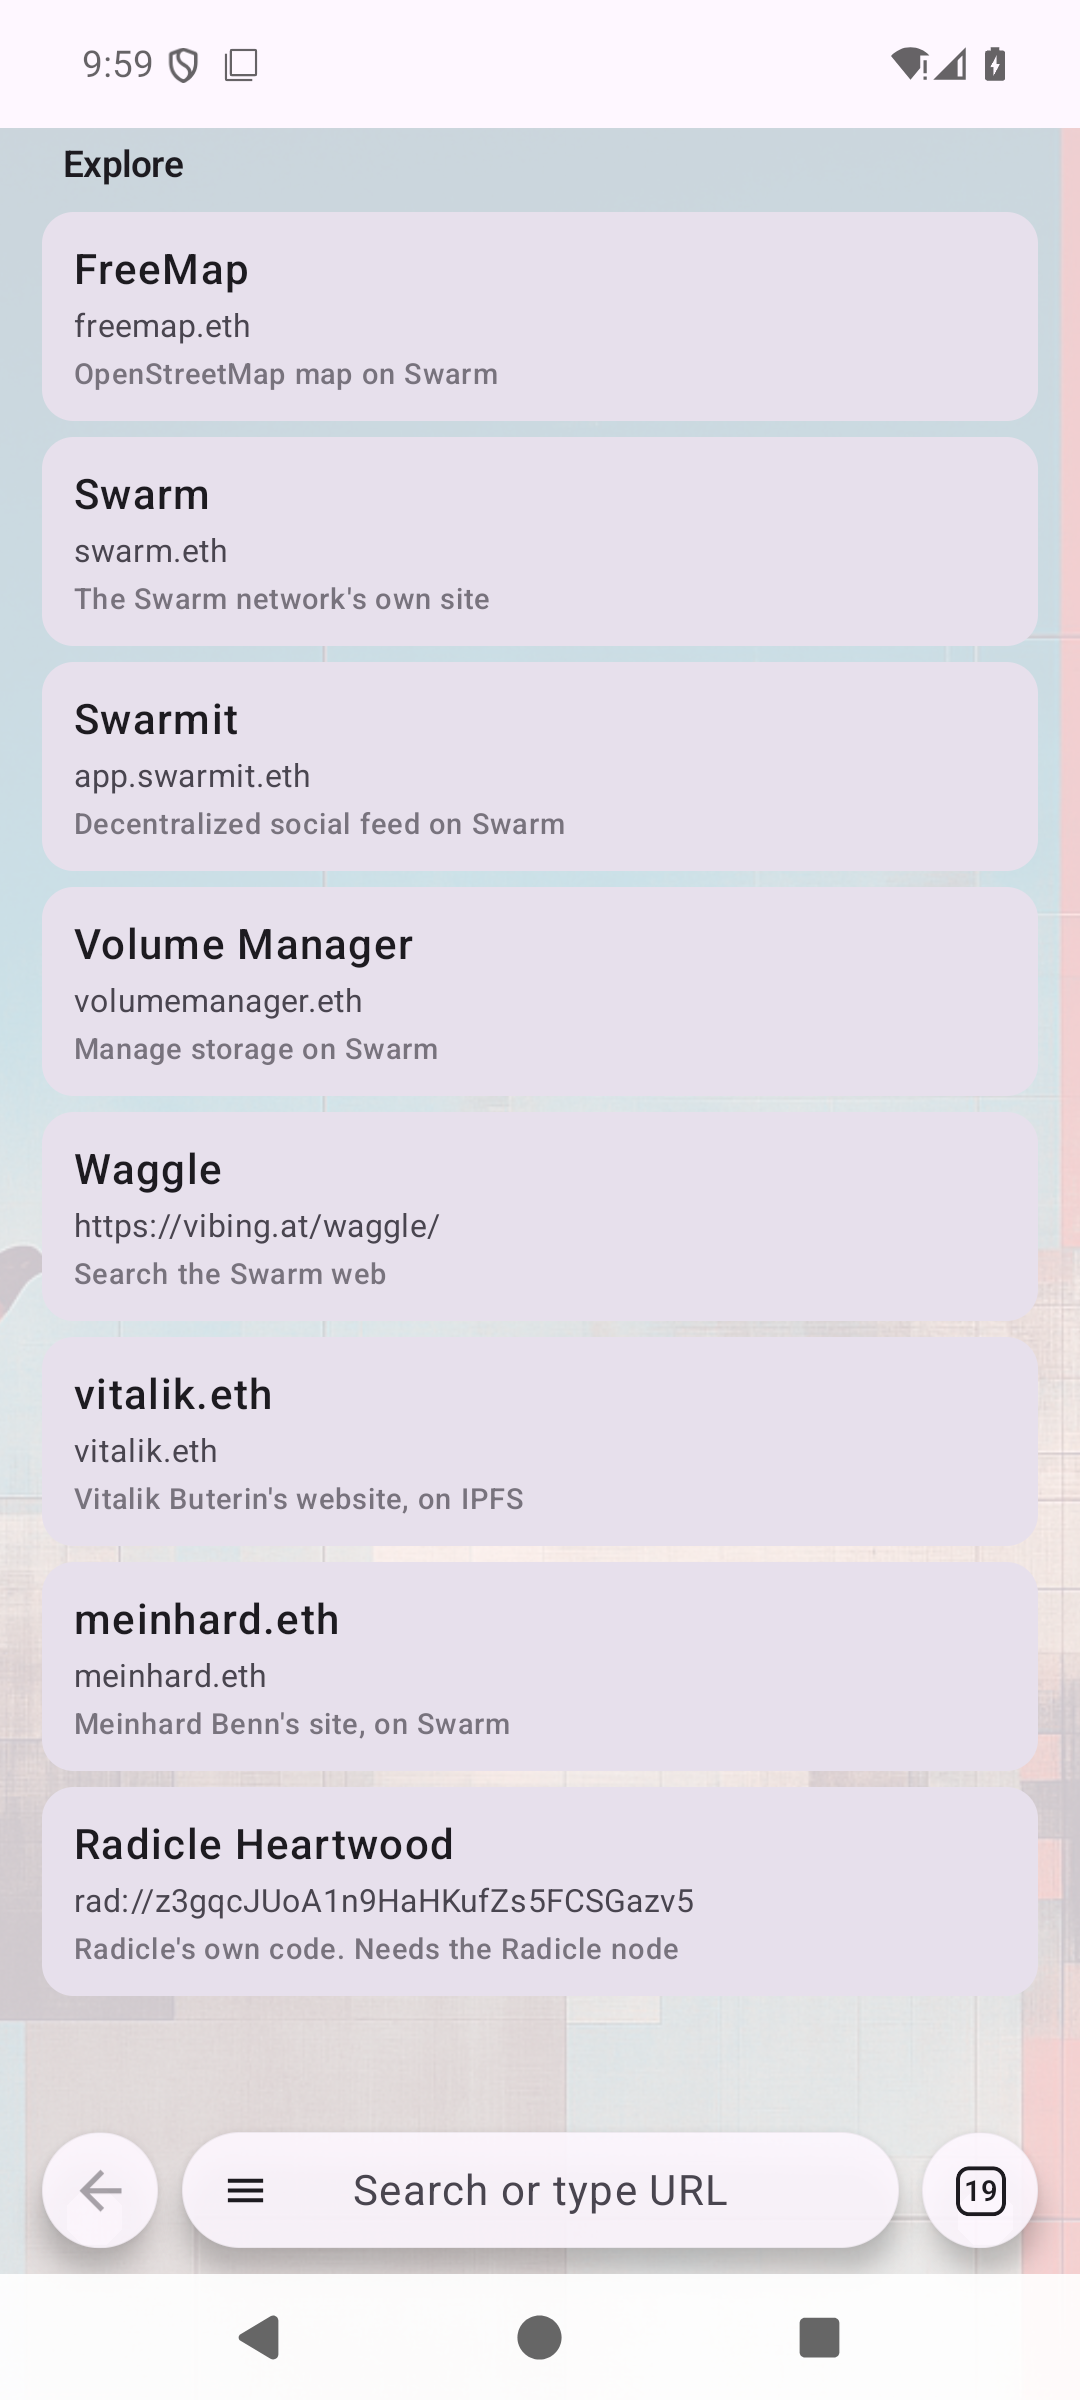 9:59
Explore
FreeMap
freemap.eth
OpenStreetMap map on Swarm
Swarm
swarm.eth
The Swarm network's own site
Swarmit
app.swarmit.eth
Decentralized social feed on Swarm
Volume Manager
volumemanager.eth
Manage storage on Swarm
Waggle
https://vibing.at/waggle/
Search the Swarm web
vitalik.eth
vitalik.eth
Vitalik Buterin's website, on IPFS
meinhard.eth
meinhard.eth
Meinhard Benn's site, on Swarm
Radicle Heartwood
rad://z3gqcJUoA1n9HaHKufZs5FCSGazv5
Radicle's own code. Needs the Radicle node
Search or type URL
19